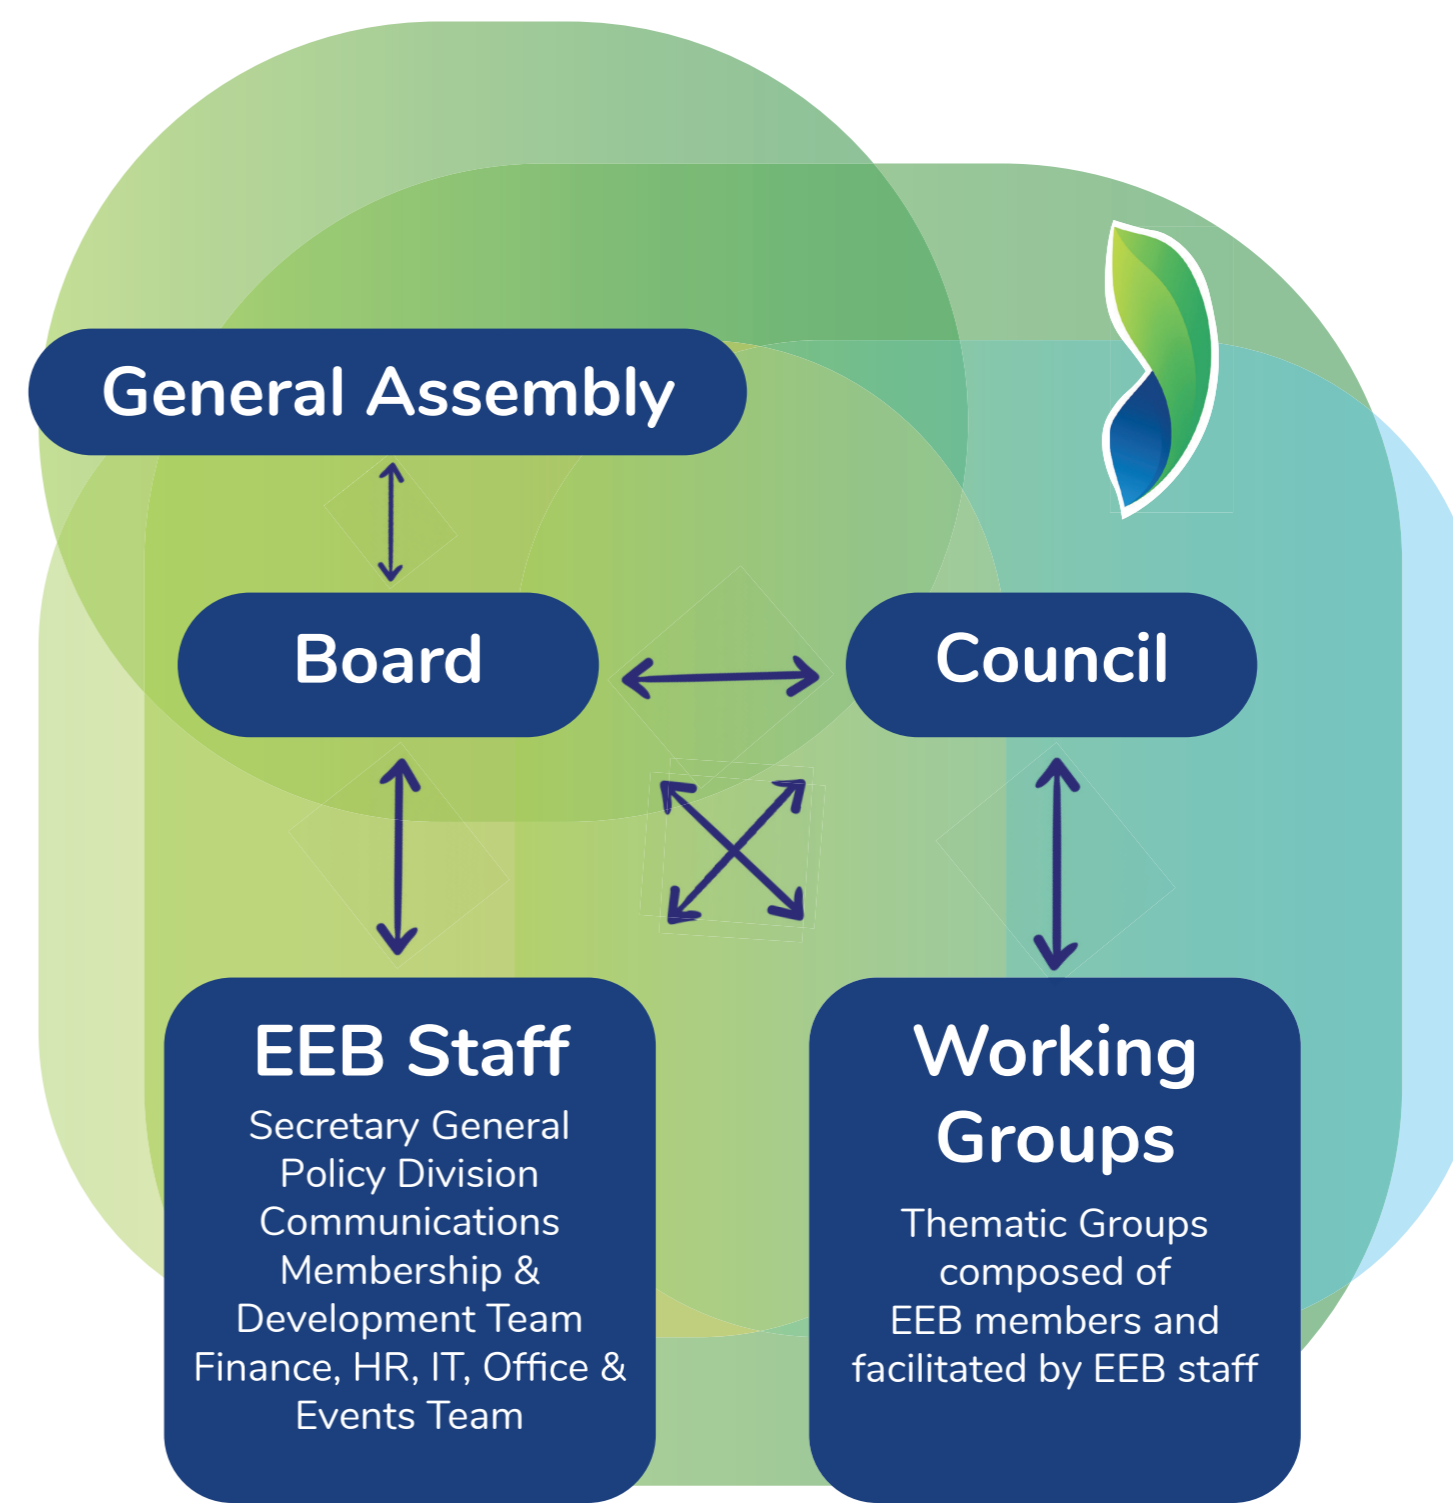 General Assembly
Board
Council
EEB Staff
Secretary General
Policy Division
Communications
Membership &
Development Team
Finance, HR, IT, Office &
Events Team
Working
Groups
Thematic Groups
composed of
EEB members and
facilitated by EEB staff